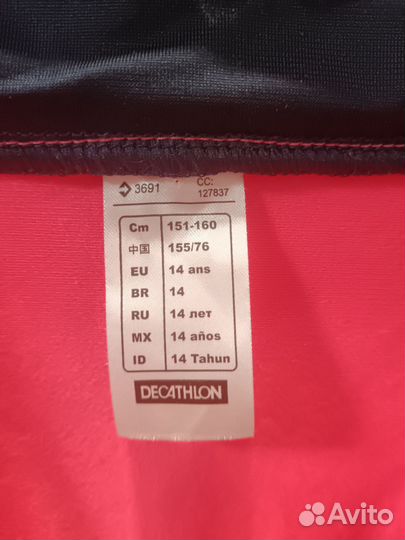 3691
CC:
127837
Cm 151-160
中国 155/76
EU 14 ans
BR 14
RU 14 лет
MX 14 años
ID 14 Tahun
DECATHLON
Avito